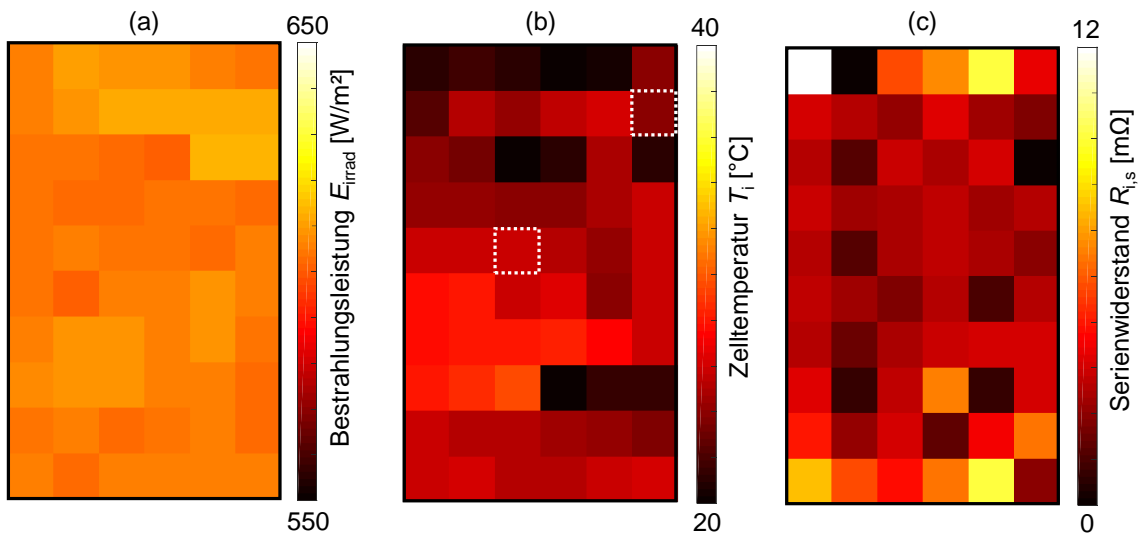 (a)
650
Bestrahlungsleistung E_irrad [W/m²]
550
(b)
40
Zelltemperatur T_i [°C]
20
(c)
12
Serienwiderstand R_i,s [mΩ]
0